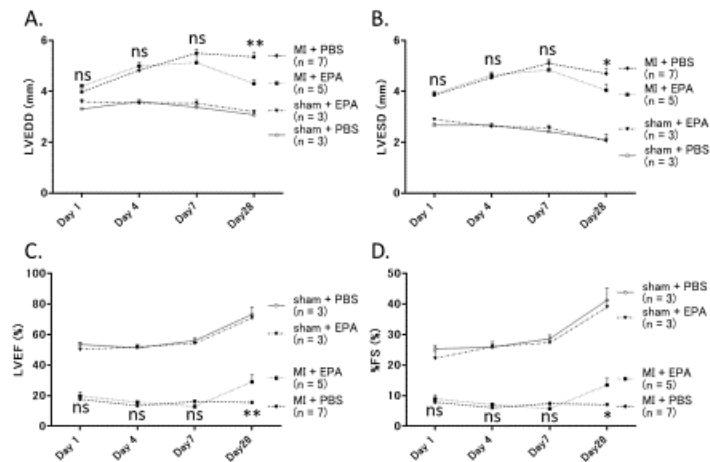 A.
6
4
2
0
LVEDD (mm)
ns
ns
ns
**
Day 1
Day 4
Day7
Day28
MI + PBS
(n = 7)
MI + EPA
(n = 5)
sham + EPA
(n = 3)
sham + PBS
(n = 3)
B.
6
4
2
0
LVESD (mm)
ns
ns
ns
*
Day 1
Day 4
Day7
Day28
MI + PBS
(n = 7)
MI + EPA
(n = 5)
sham + EPA
(n = 3)
sham + PBS
(n = 3)
C.
100
80
60
40
20
0
LVEF (%)
ns
ns
ns
**
Day 1
Day 4
Day7
Day28
sham + PBS
(n = 3)
sham + EPA
(n = 3)
MI + EPA
(n = 5)
MI + PBS
(n = 7)
D.
50
40
30
20
10
0
%FS (%)
ns
ns
ns
*
Day 1
Day 4
Day7
Day28
sham + PBS
(n = 3)
sham + EPA
(n = 3)
MI + EPA
(n = 5)
MI + PBS
(n = 7)